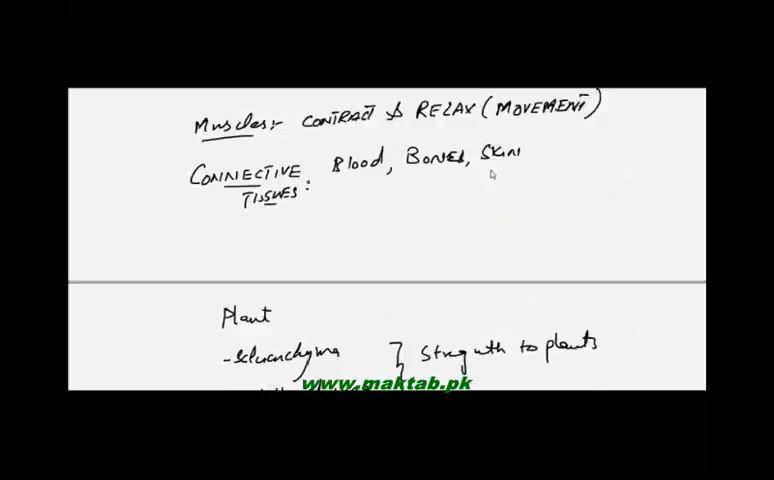 Muscles:- CONTRACT & RELAX (MOVEMENT)
CONNECTIVE TISSUES: Blood, BONES, SKIN
Plant
-Sclerenchyma } Strength to plants
www.maktab.pk